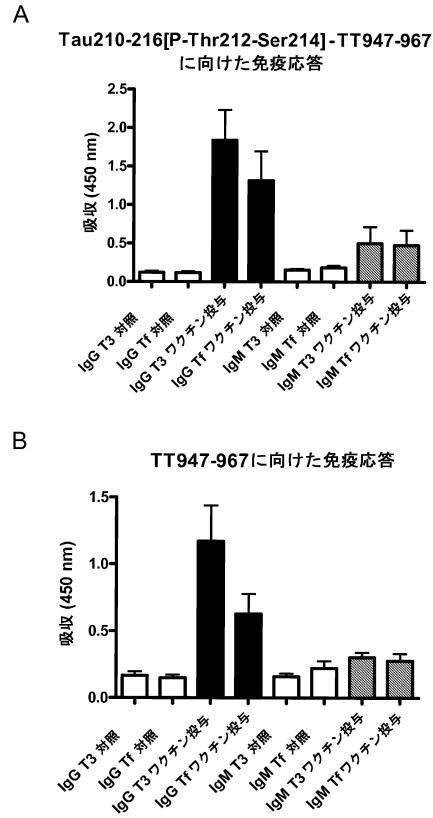 A
Tau210-216[P-Thr212-Ser214]-TT947-967
に向けた免疫応答
吸収 (450 nm)
2.5
2.0
1.5
1.0
0.5
0.0
IgG T3 対照
IgG Tf 対照
IgG T3 ワクチン投与
IgG Tf ワクチン投与
IgM T3 対照
IgM Tf 対照
IgM T3 ワクチン投与
IgM Tf ワクチン投与
B
TT947-967に向けた免疫応答
吸収 (450 nm)
1.5
1.0
0.5
0.0
IgG T3 対照
IgG Tf 対照
IgG T3 ワクチン投与
IgG Tf ワクチン投与
IgM T3 対照
IgM Tf 対照
IgM T3 ワクチン投与
IgM Tf ワクチン投与